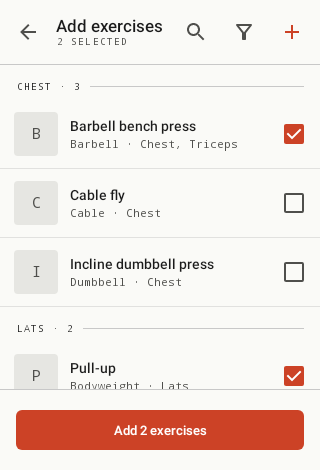 Add exercises
2 SELECTED
CHEST · 3
B
Barbell bench press
Barbell · Chest, Triceps
C
Cable fly
Cable · Chest
I
Incline dumbbell press
Dumbbell · Chest
LATS · 2
P
Pull-up
Bodyweight · Lats
Add 2 exercises